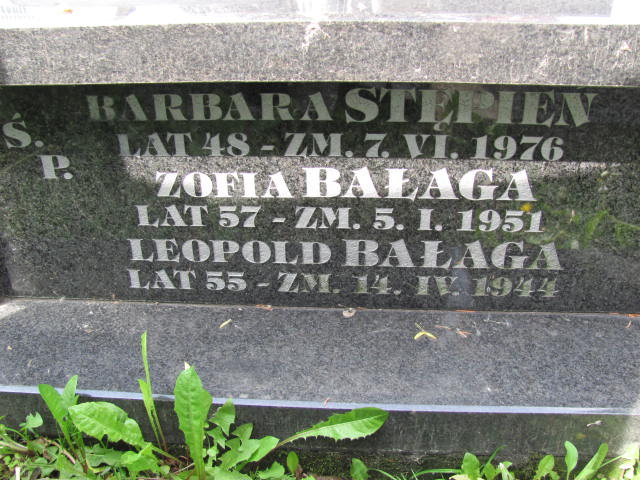 Ś. P.
BARBARA STĘPIEŃ
LAT 48 - ZM. 7. VI. 1976
ZOFIA BAŁAGA
LAT 57 - ZM. 5. I. 1951
LEOPOLD BAŁAGA
LAT 55 - ZM. 14. IV. 1944